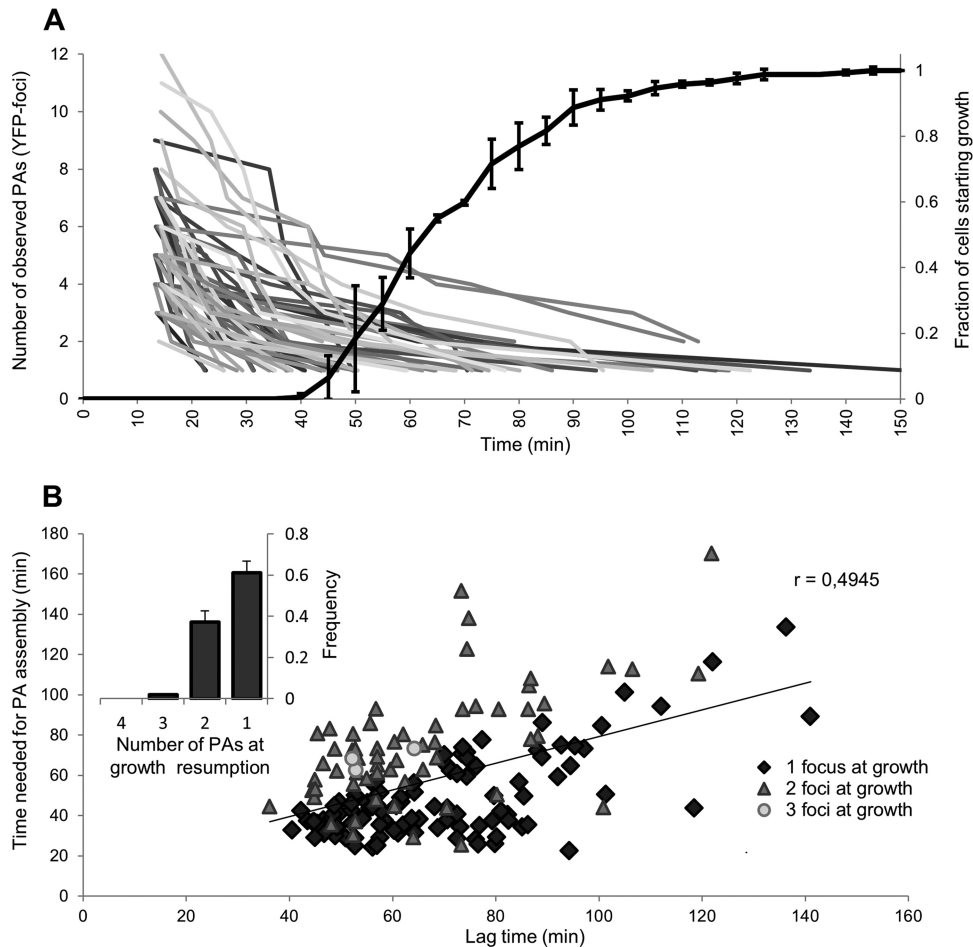 A
Number of observed PAs (YFP-foci)
12
10
8
6
4
2
0
1
0.8
0.6
0.4
0.2
0
Fraction of cells starting growth
0 10 20 30 40 50 60 70 80 90 100 110 120 130 140 150
Time (min)
B
Time needed for PA assembly (min)
180
160
140
120
100
80
60
40
20
0
0.8
0.6
0.4
0.2
0
Frequency
4 3 2 1
Number of PAs at
growth resumption
r = 0,4945
1 focus at growth
2 foci at growth
3 foci at growth
0 20 40 60 80 100 120 140 160
Lag time (min)